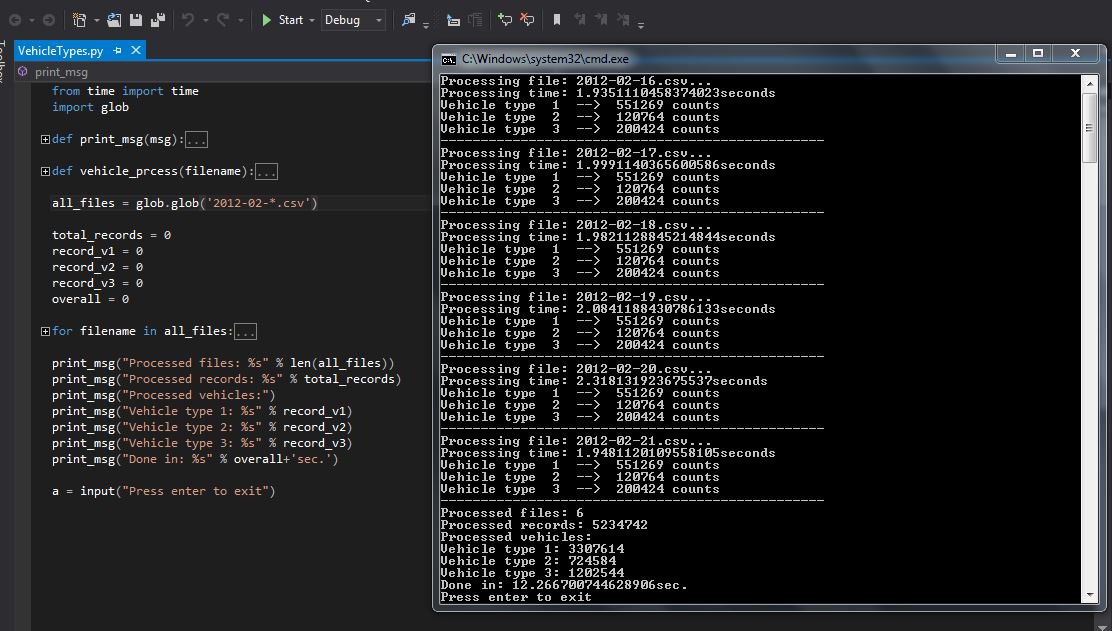 Start
Debug
VehicleTypes.py
print_msg
from time import time
import glob
def print_msg(msg):...
def vehicle_prcess(filename):...
all_files = glob.glob('2012-02-*.csv')
total_records = 0
record_v1 = 0
record_v2 = 0
record_v3 = 0
overall = 0
for filename in all_files:...
print_msg("Processed files: %s" % len(all_files))
print_msg("Processed records: %s" % total_records)
print_msg("Processed vehicles:")
print_msg("Vehicle type 1: %s" % record_v1)
print_msg("Vehicle type 2: %s" % record_v2)
print_msg("Vehicle type 3: %s" % record_v3)
print_msg("Done in: %s" % overall+'sec.')
a = input("Press enter to exit")
C:\Windows\system32\cmd.exe
Processing file: 2012-02-16.csv...
Processing time: 1.9351110458374023seconds
Vehicle type 1 --> 551269 counts
Vehicle type 2 --> 120764 counts
Vehicle type 3 --> 200424 counts
------------------------------------------------
Processing file: 2012-02-17.csv...
Processing time: 1.9991140365600586seconds
Vehicle type 1 --> 551269 counts
Vehicle type 2 --> 120764 counts
Vehicle type 3 --> 200424 counts
------------------------------------------------
Processing file: 2012-02-18.csv...
Processing time: 1.9821128845214844seconds
Vehicle type 1 --> 551269 counts
Vehicle type 2 --> 120764 counts
Vehicle type 3 --> 200424 counts
------------------------------------------------
Processing file: 2012-02-19.csv...
Processing time: 2.0841188430786133seconds
Vehicle type 1 --> 551269 counts
Vehicle type 2 --> 120764 counts
Vehicle type 3 --> 200424 counts
------------------------------------------------
Processing file: 2012-02-20.csv...
Processing time: 2.318131923675537seconds
Vehicle type 1 --> 551269 counts
Vehicle type 2 --> 120764 counts
Vehicle type 3 --> 200424 counts
------------------------------------------------
Processing file: 2012-02-21.csv...
Processing time: 1.9481120109558105seconds
Vehicle type 1 --> 551269 counts
Vehicle type 2 --> 120764 counts
Vehicle type 3 --> 200424 counts
------------------------------------------------
Processed files: 6
Processed records: 5234742
Processed vehicles:
Vehicle type 1: 3307614
Vehicle type 2: 724584
Vehicle type 3: 1202544
Done in: 12.266700744628906sec.
Press enter to exit